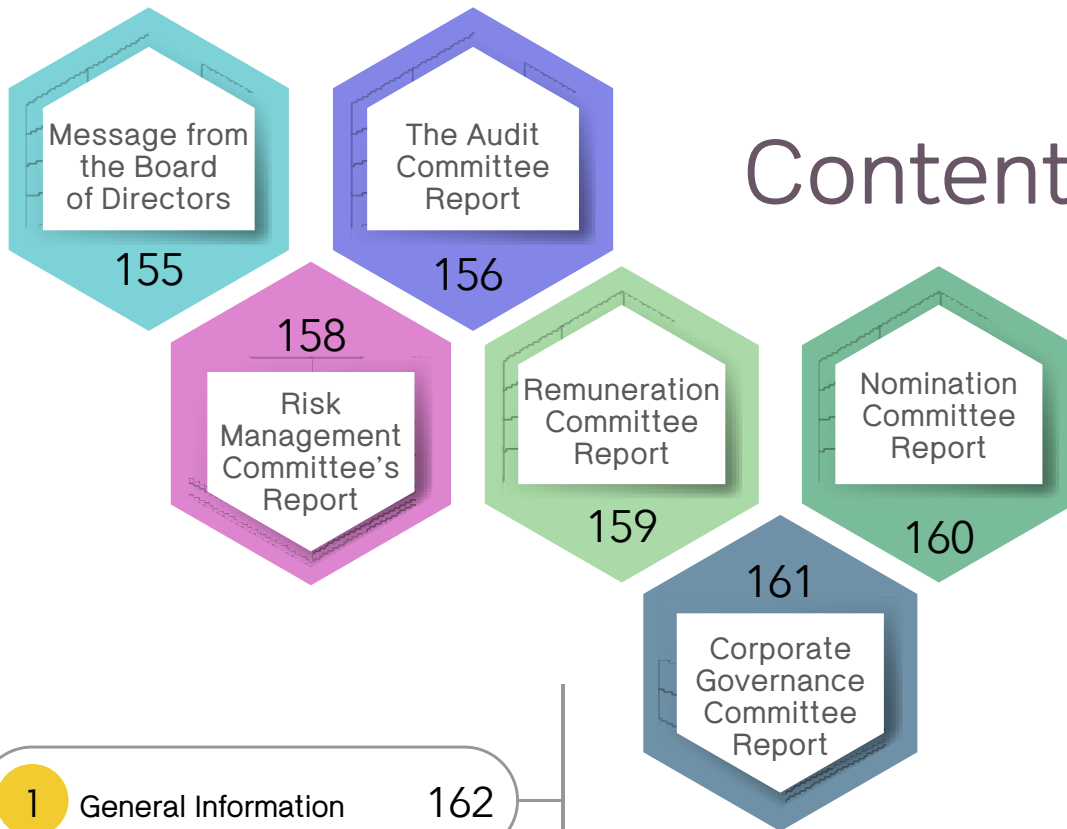 Content
Message from
the Board
of Directors
155
The Audit
Committee
Report
156
158
Risk
Management
Committee's
Report
Remuneration
Committee
Report
159
Nomination
Committee
Report
160
161
Corporate
Governance
Committee
Report
1 General Information 162